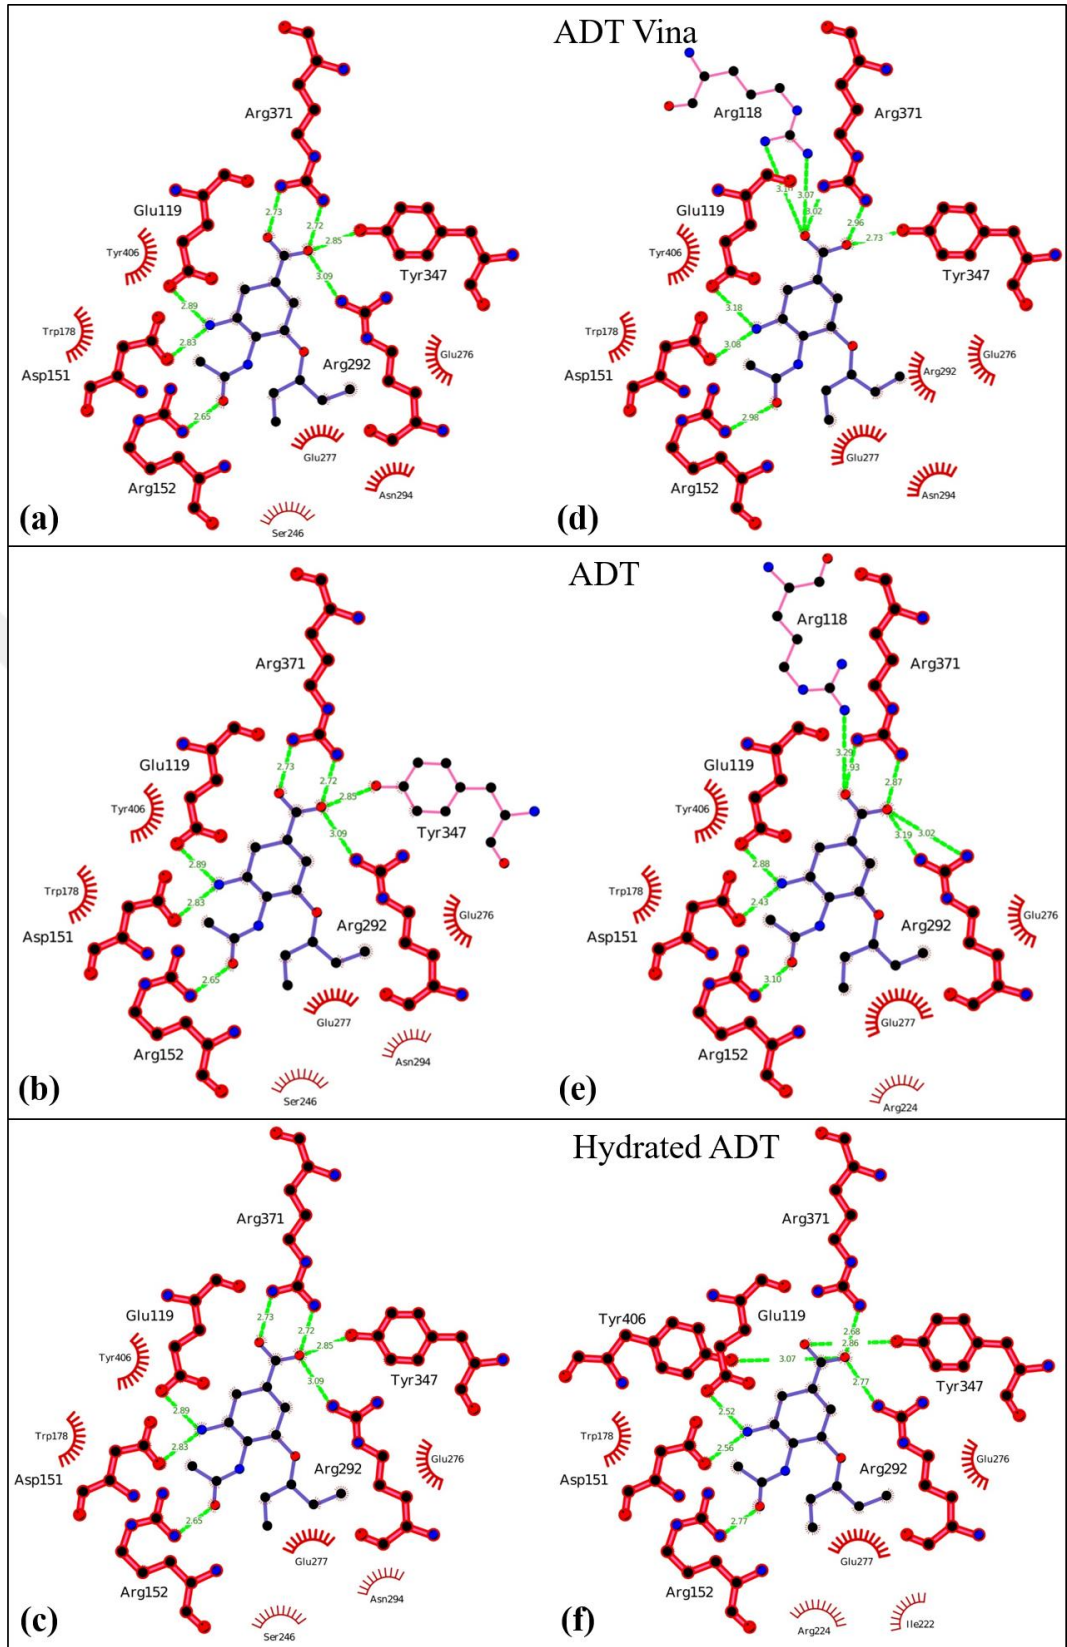 ADT Vina
Arg371
Glu119
Tyr406
Trp178
Asp151
Arg152
Tyr347
Arg292
Glu276
Glu277
Asn294
Ser246
2.73
2.72
2.85
3.09
2.89
2.83
2.65
(a)
Arg118
Arg371
Glu119
Tyr406
Trp178
Asp151
Arg152
Tyr347
Arg292
Glu276
Glu277
Asn294
3.07
3.02
2.96
2.73
3.18
3.08
2.98
(d)
ADT
Arg371
Glu119
Tyr406
Trp178
Asp151
Arg152
Tyr347
Arg292
Glu276
Glu277
Asn294
Ser246
2.73
2.72
2.85
3.09
2.89
2.83
2.65
(b)
Arg118
Arg371
Glu119
Tyr406
Trp178
Asp151
Arg152
Arg292
Glu276
Glu277
Arg224
3.29
2.87
3.19
3.02
2.88
2.43
3.10
(e)
Hydrated ADT
Arg371
Glu119
Tyr406
Trp178
Asp151
Arg152
Tyr347
Arg292
Glu276
Glu277
Asn294
Ser246
2.73
2.72
2.85
3.09
2.89
2.83
2.65
(c)
Arg371
Tyr406
Glu119
Trp178
Asp151
Arg152
Tyr347
Arg292
Glu276
Glu277
Arg224
Ile222
2.68
2.86
3.07
2.77
2.52
2.56
2.77
(f)